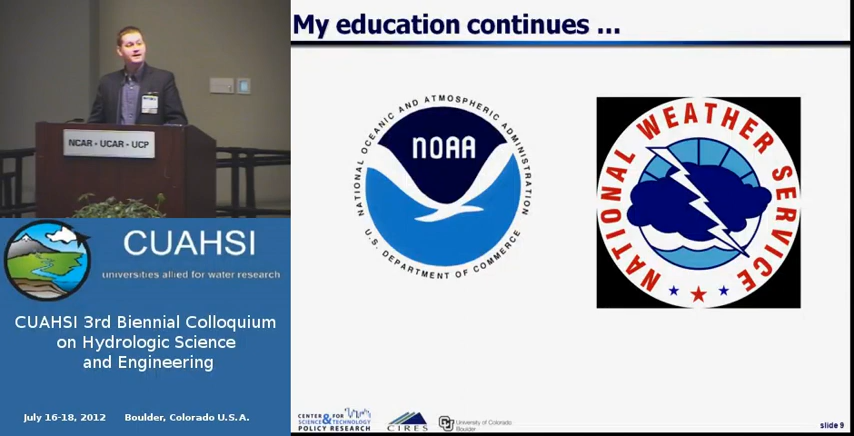 My education continues ...
NATIONAL OCEANIC AND ATMOSPHERIC ADMINISTRATION
NOAA
U.S. DEPARTMENT OF COMMERCE
NATIONAL WEATHER SERVICE
NCAR - UCAR - UCP
CUAHSI
universities allied for water research
CUAHSI 3rd Biennial Colloquium
on Hydrologic Science
and Engineering
July 16-18, 2012 Boulder, Colorado U.S.A.
CENTER FOR
SCIENCE & TECHNOLOGY
POLICY RESEARCH
CIRES
CU
University of Colorado
Boulder
slide 9